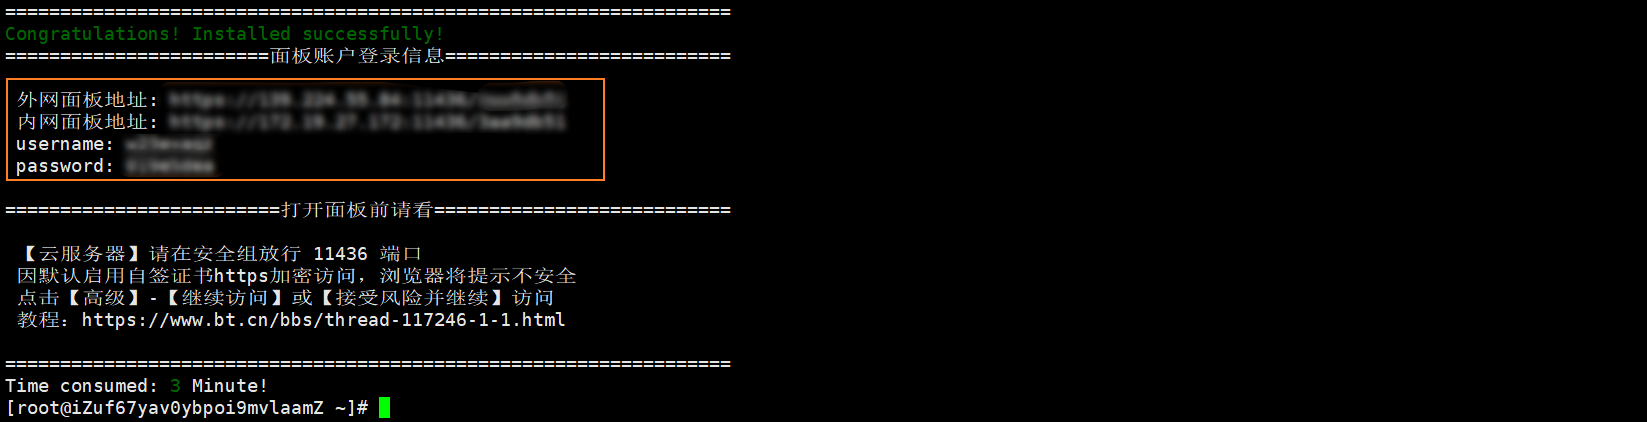 ==================================================================
Congratulations! Installed successfully!
========================面板账户登录信息==========================
外网面板地址:
内网面板地址:
username:
password:
=========================打开面板前请看===========================
【云服务器】请在安全组放行 11436 端口
因默认启用自签证书https加密访问，浏览器将提示不安全
点击【高级】-【继续访问】或【接受风险并继续】访问
教程：https://www.bt.cn/bbs/thread-117246-1-1.html
==================================================================
Time consumed: 3 Minute!
[root@iZuf67yav0ybpoi9mvlaamZ ~]#